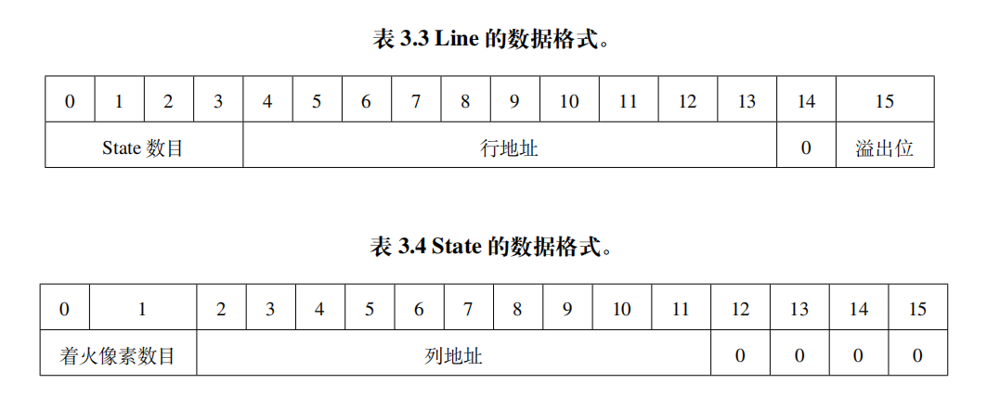 表 3.3 Line 的数据格式。
0 1 2 3 4 5 6 7 8 9 10 11 12 13 14 15
State 数目 行地址 0 溢出位
表 3.4 State 的数据格式。
0 1 2 3 4 5 6 7 8 9 10 11 12 13 14 15
着火像素数目 列地址 0 0 0 0